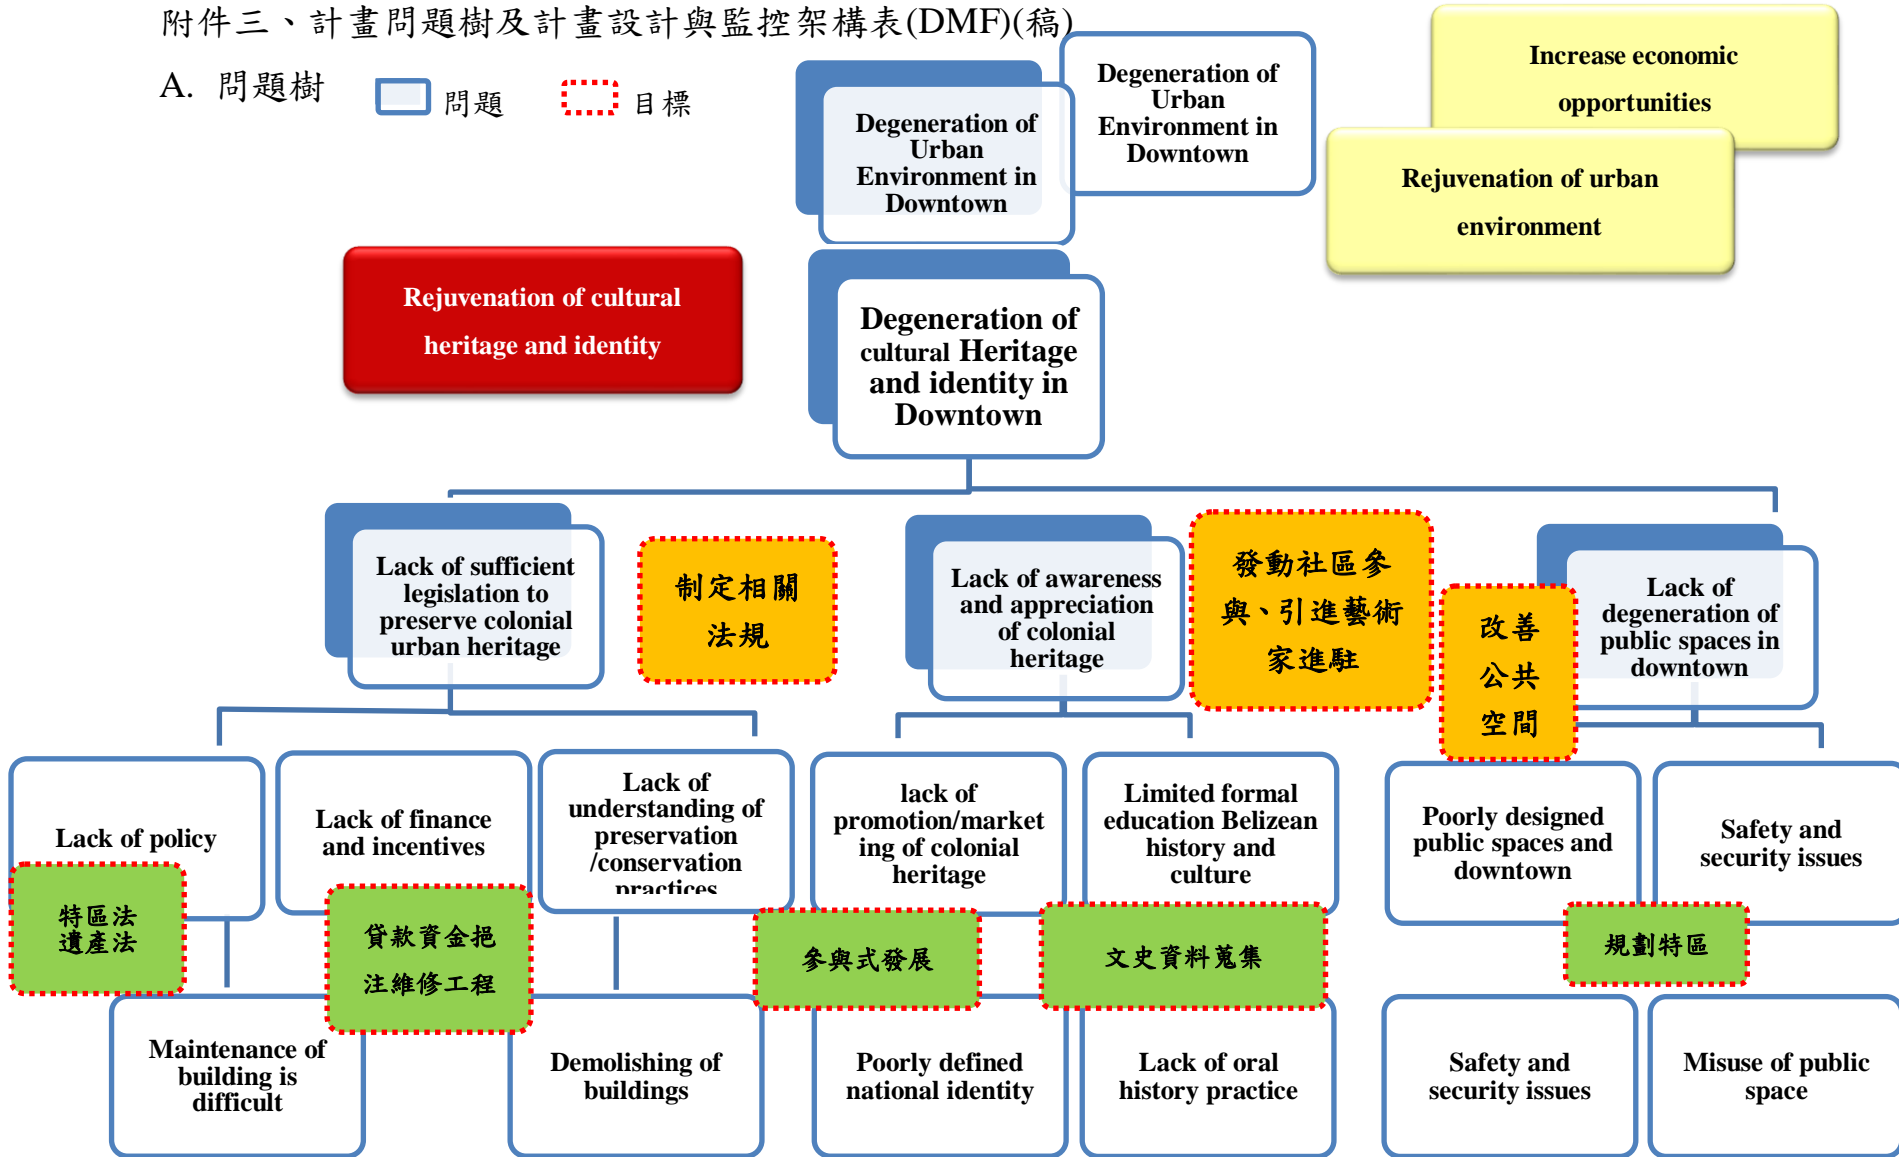 附件三、計畫問題樹及計畫設計與監控架構表(DMF)(稿)
A. 問題樹
問題
目標
Degeneration of
Urban
Environment in
Downtown
Degeneration of
Urban
Environment in
Downtown
Increase economic
opportunities
Rejuvenation of urban
environment
Rejuvenation of cultural
heritage and identity
Degeneration of
cultural Heritage
and identity in
Downtown
Lack of sufficient
legislation to
preserve colonial
urban heritage
制定相關
法規
Lack of awareness
and appreciation
of colonial
heritage
發動社區參
與、引進藝術
家進駐
改善
公共
空間
Lack of
degeneration of
public spaces in
downtown
Lack of policy
Lack of finance
and incentives
Lack of
understanding of
preservation
/conservation
practices
lack of
promotion/market
ing of colonial
heritage
Limited formal
education Belizean
history and
culture
Poorly designed
public spaces and
downtown
Safety and
security issues
特區法
遺產法
貸款資金挹
注維修工程
參與式發展
文史資料蒐集
規劃特區
Maintenance of
building is
difficult
Demolishing of
buildings
Poorly defined
national identity
Lack of oral
history practice
Safety and
security issues
Misuse of public
space